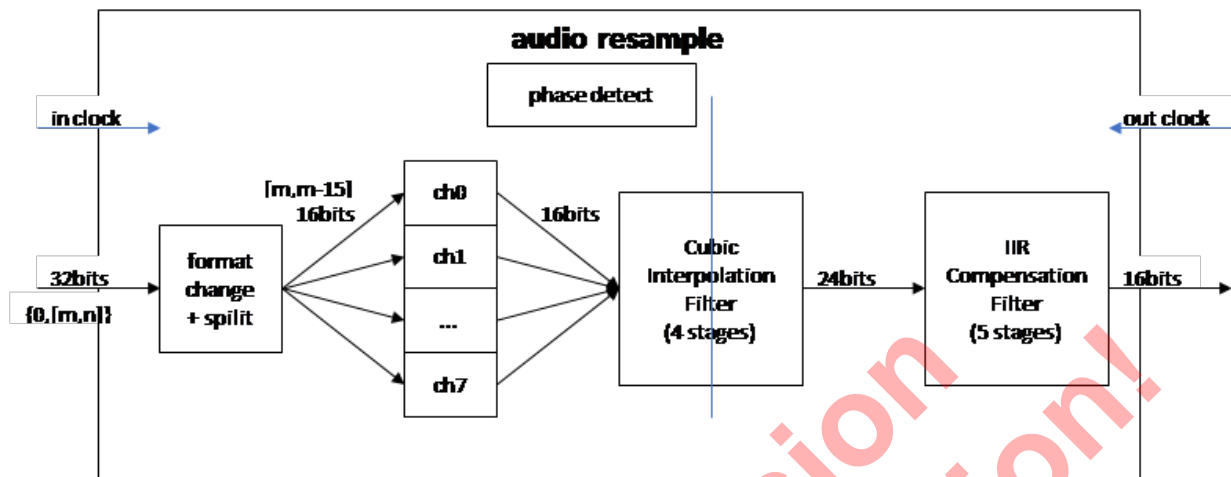 audio resample
phase detect
in clock
out clock
[m,m-15]
16bits
ch0
ch1
...
ch7
16bits
32bits
{0,[m,n]}
format
change
+ spilit
Cubic
Interpolation
Filter
(4 stages)
24bits
IIR
Compensation
Filter
(5 stages)
16bits